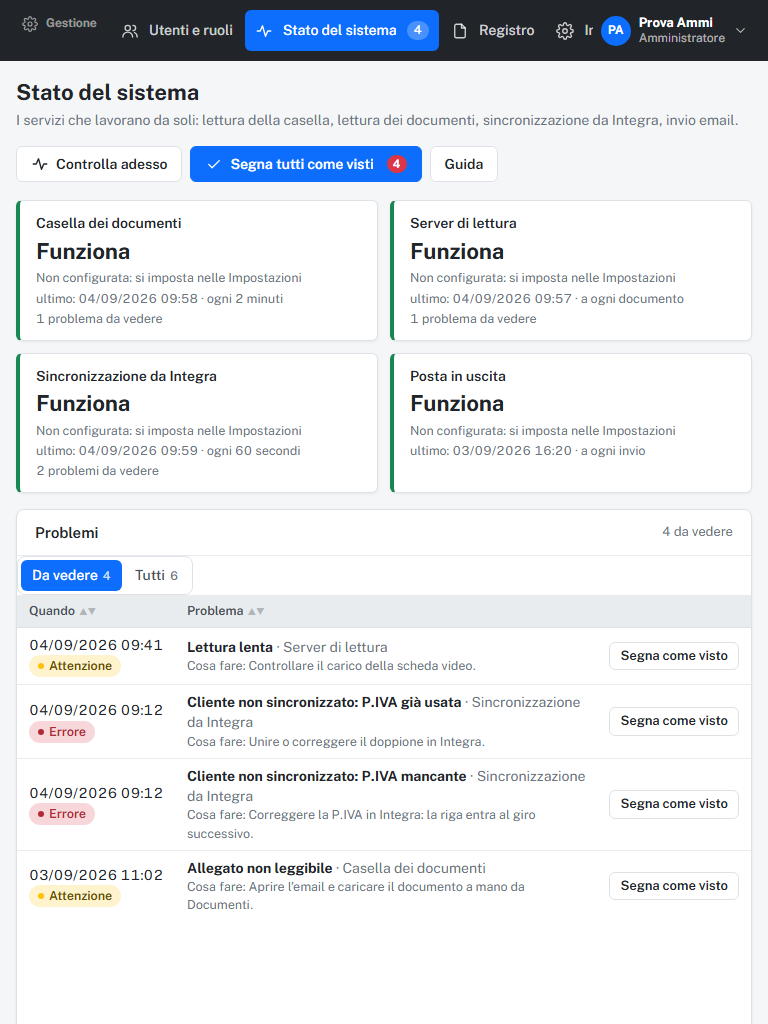 Gestione
Utenti e ruoli
Stato del sistema 4
Registro
Ir
PA
Prova Ammi
Amministratore
Stato del sistema
I servizi che lavorano da soli: lettura della casella, lettura dei documenti, sincronizzazione da Integra, invio email.
Controlla adesso
Segna tutti come visti 4
Guida
Casella dei documenti
Funziona
Non configurata: si imposta nelle Impostazioni
ultimo: 04/09/2026 09:58 · ogni 2 minuti
1 problema da vedere
Server di lettura
Funziona
Non configurata: si imposta nelle Impostazioni
ultimo: 04/09/2026 09:57 · a ogni documento
1 problema da vedere
Sincronizzazione da Integra
Funziona
Non configurata: si imposta nelle Impostazioni
ultimo: 04/09/2026 09:59 · ogni 60 secondi
2 problemi da vedere
Posta in uscita
Funziona
Non configurata: si imposta nelle Impostazioni
ultimo: 03/09/2026 16:20 · a ogni invio
Problemi
4 da vedere
Da vedere 4
Tutti 6
Quando ▲▼
Problema ▲▼
04/09/2026 09:41
Attenzione
Lettura lenta · Server di lettura
Cosa fare: Controllare il carico della scheda video.
Segna come visto
04/09/2026 09:12
Errore
Cliente non sincronizzato: P.IVA già usata · Sincronizzazione
da Integra
Cosa fare: Unire o correggere il doppione in Integra.
Segna come visto
04/09/2026 09:12
Errore
Cliente non sincronizzato: P.IVA mancante · Sincronizzazione
da Integra
Cosa fare: Correggere la P.IVA in Integra: la riga entra al giro
successivo.
Segna come visto
03/09/2026 11:02
Attenzione
Allegato non leggibile · Casella dei documenti
Cosa fare: Aprire l'email e caricare il documento a mano da
Documenti.
Segna come visto